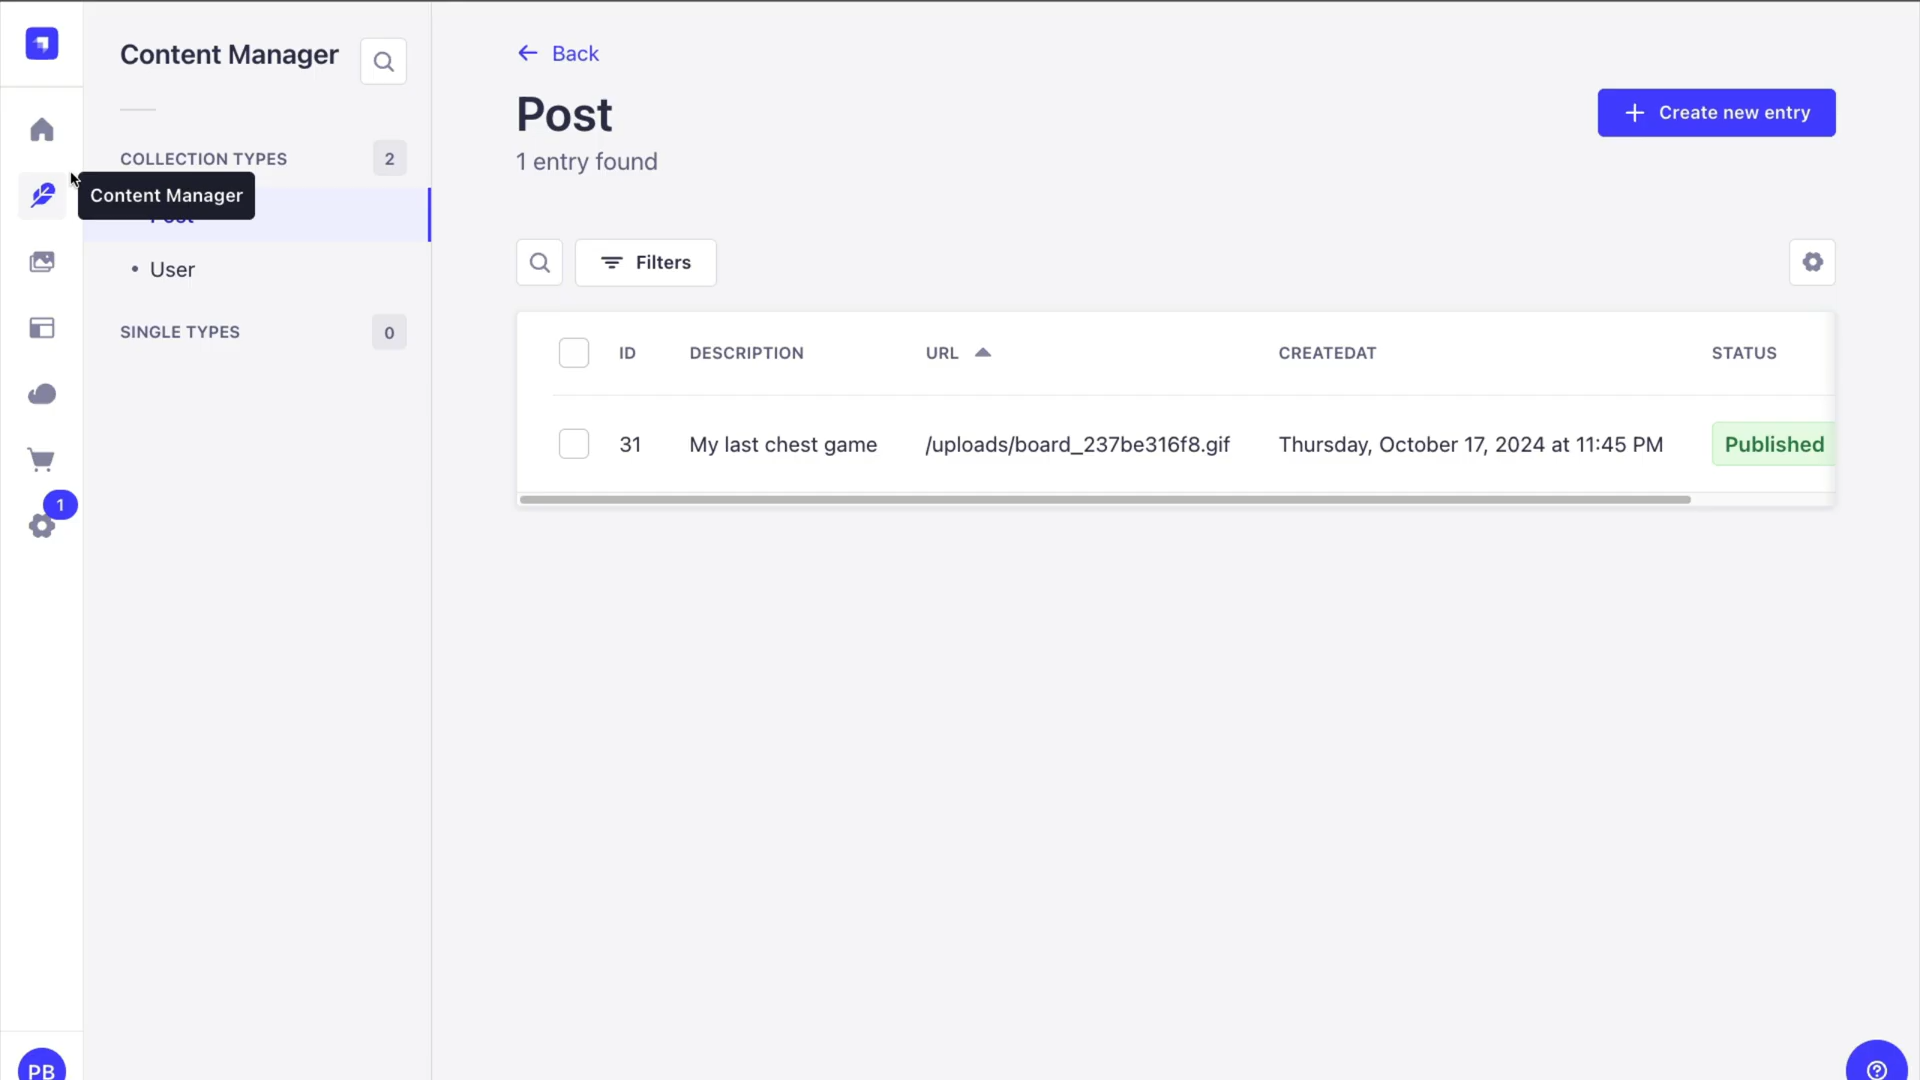 Content Manager
COLLECTION TYPES
2
Content Manager
Post
User
SINGLE TYPES
0
1
PB
Back
Post
1 entry found
Create new entry
Filters
ID DESCRIPTION URL CREATEDAT STATUS
31 My last chest game /uploads/board_237be316f8.gif Thursday, October 17, 2024 at 11:45 PM Published